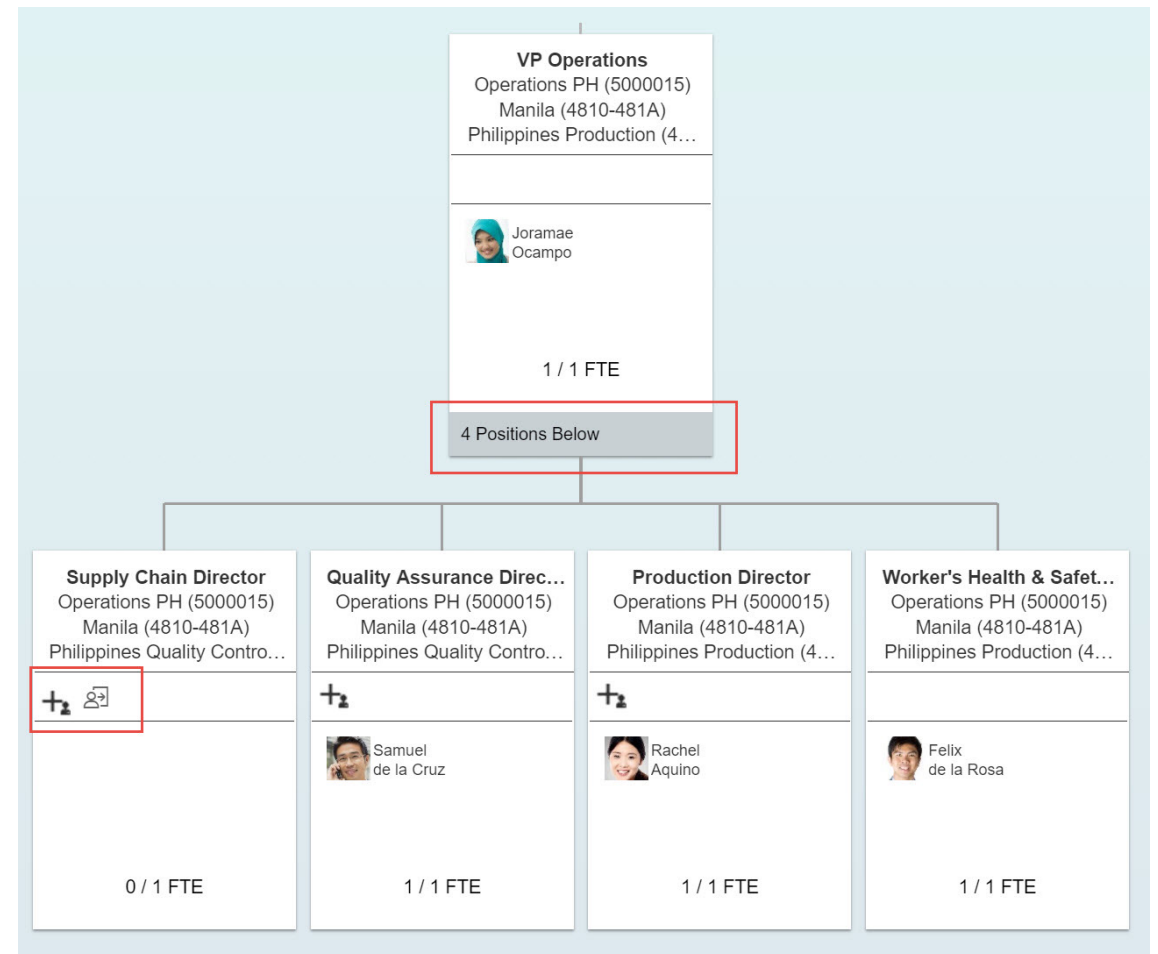 VP Operations
Operations PH (5000015)
Manila (4810-481A)
Philippines Production (4...
Joramae
Ocampo
1 / 1 FTE
4 Positions Below
Supply Chain Director
Operations PH (5000015)
Manila (4810-481A)
Philippines Quality Contro...
0 / 1 FTE
Quality Assurance Direc...
Operations PH (5000015)
Manila (4810-481A)
Philippines Quality Contro...
Samuel
de la Cruz
1 / 1 FTE
Production Director
Operations PH (5000015)
Manila (4810-481A)
Philippines Production (4...
Rachel
Aquino
1 / 1 FTE
Worker's Health & Safet...
Operations PH (5000015)
Manila (4810-481A)
Philippines Production (4...
Felix
de la Rosa
1 / 1 FTE